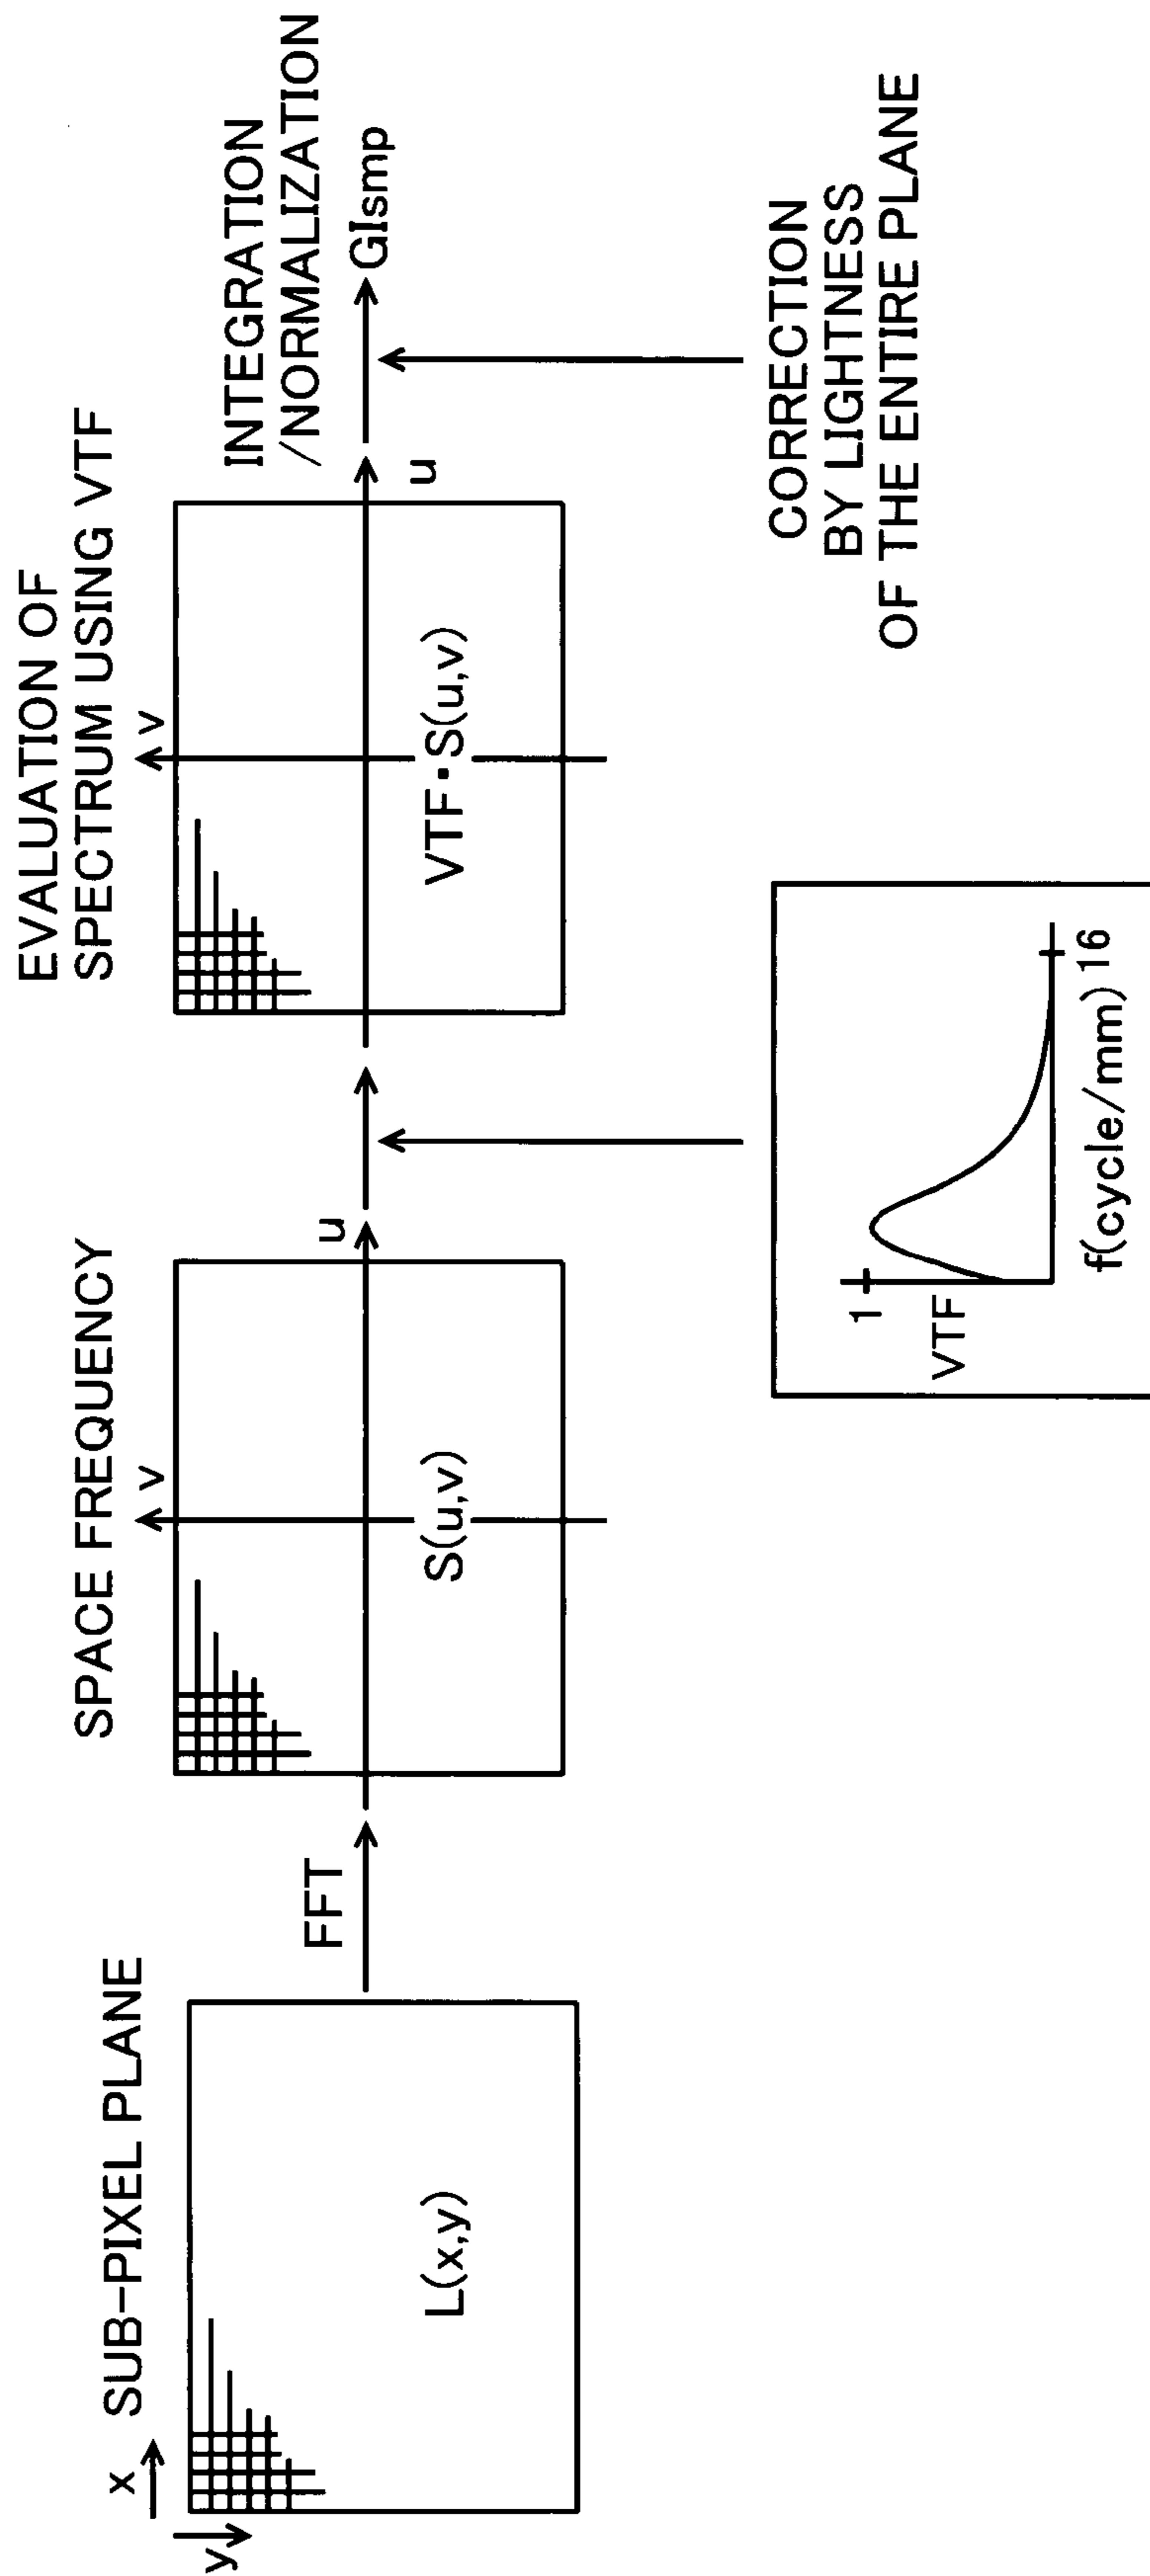 x
SUB-PIXEL PLANE
y
L(x,y)
FFT
SPACE FREQUENCY
v
u
S(u,v)
EVALUATION OF
SPECTRUM USING VTF
v
u
VTF・S(u,v)
INTEGRATION
/NORMALIZATION
GIsmp
1
VTF
f(cycle/mm)
16
CORRECTION
BY LIGHTNESS
OF THE ENTIRE PLANE